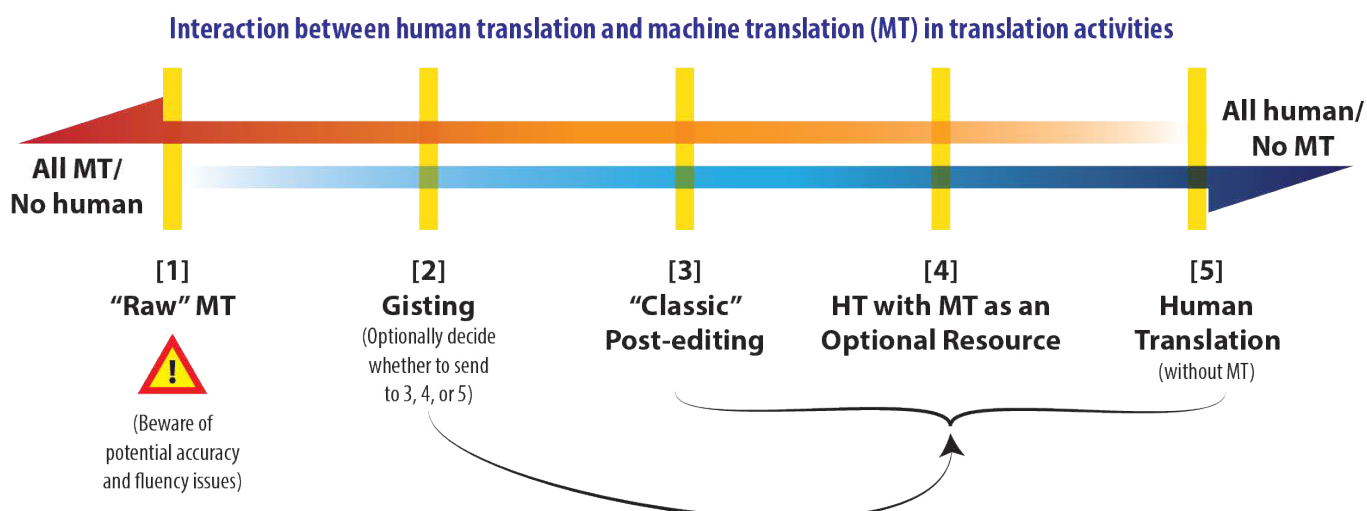 Interaction between human translation and machine translation (MT) in translation activities
All MT/
No human
All human/
No MT
[1]
“Raw” MT
!
(Beware of
potential accuracy
and fluency issues)
[2]
Gisting
(Optionally decide
whether to send
to 3, 4, or 5)
[3]
“Classic”
Post-editing
[4]
HT with MT as an
Optional Resource
[5]
Human
Translation
(without MT)